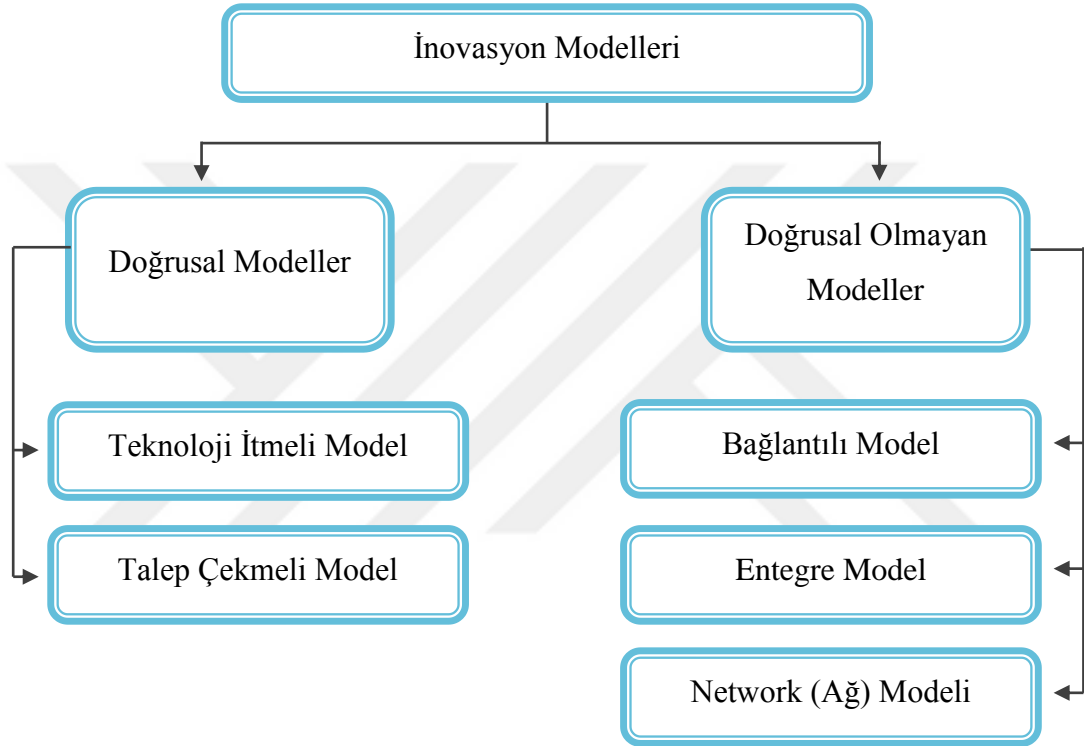 İnovasyon Modelleri
Doğrusal Modeller
Doğrusal Olmayan
Modeller
Teknoloji İtmeli Model
Talep Çekmeli Model
Bağlantılı Model
Entegre Model
Network (Ağ) Modeli